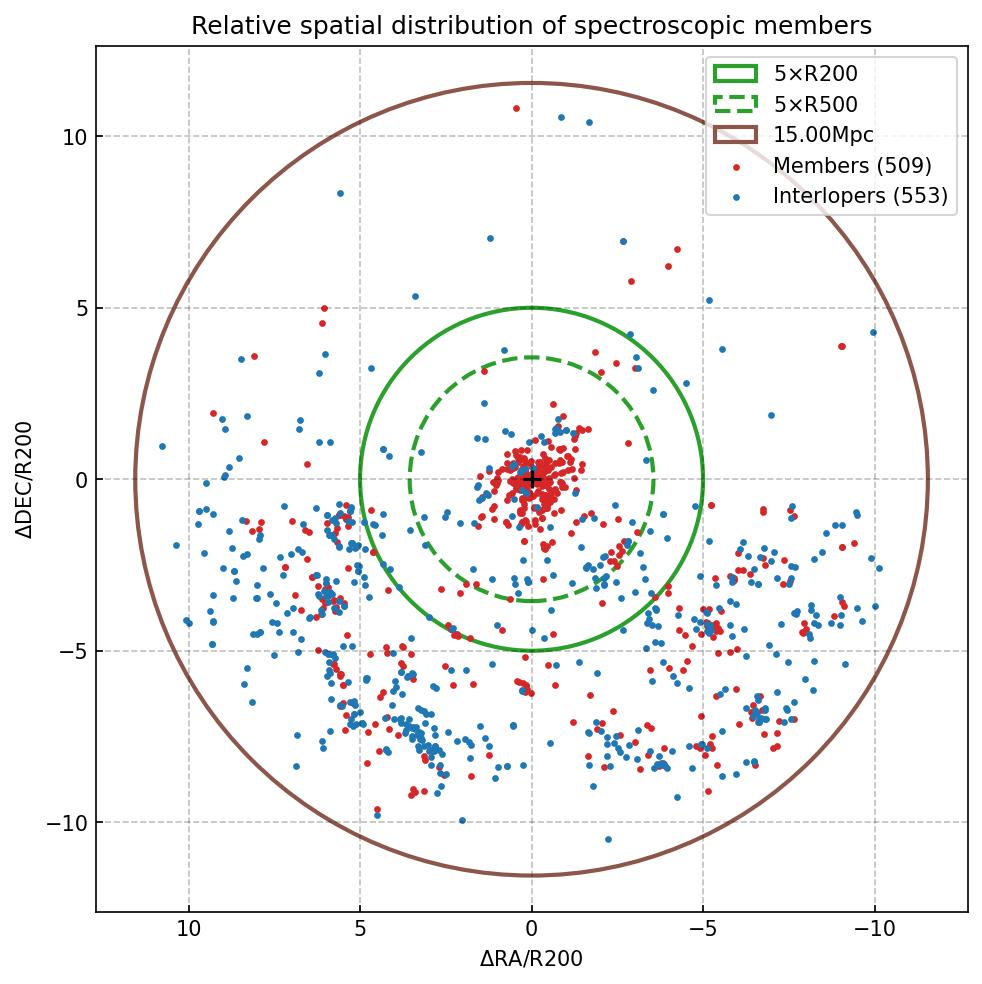 Relative spatial distribution of spectroscopic members
5×R200
5×R500
15.00Mpc
Members (509)
Interlopers (553)
10
5
0
−5
−10
ΔDEC/R200
10
5
0
−5
−10
ΔRA/R200